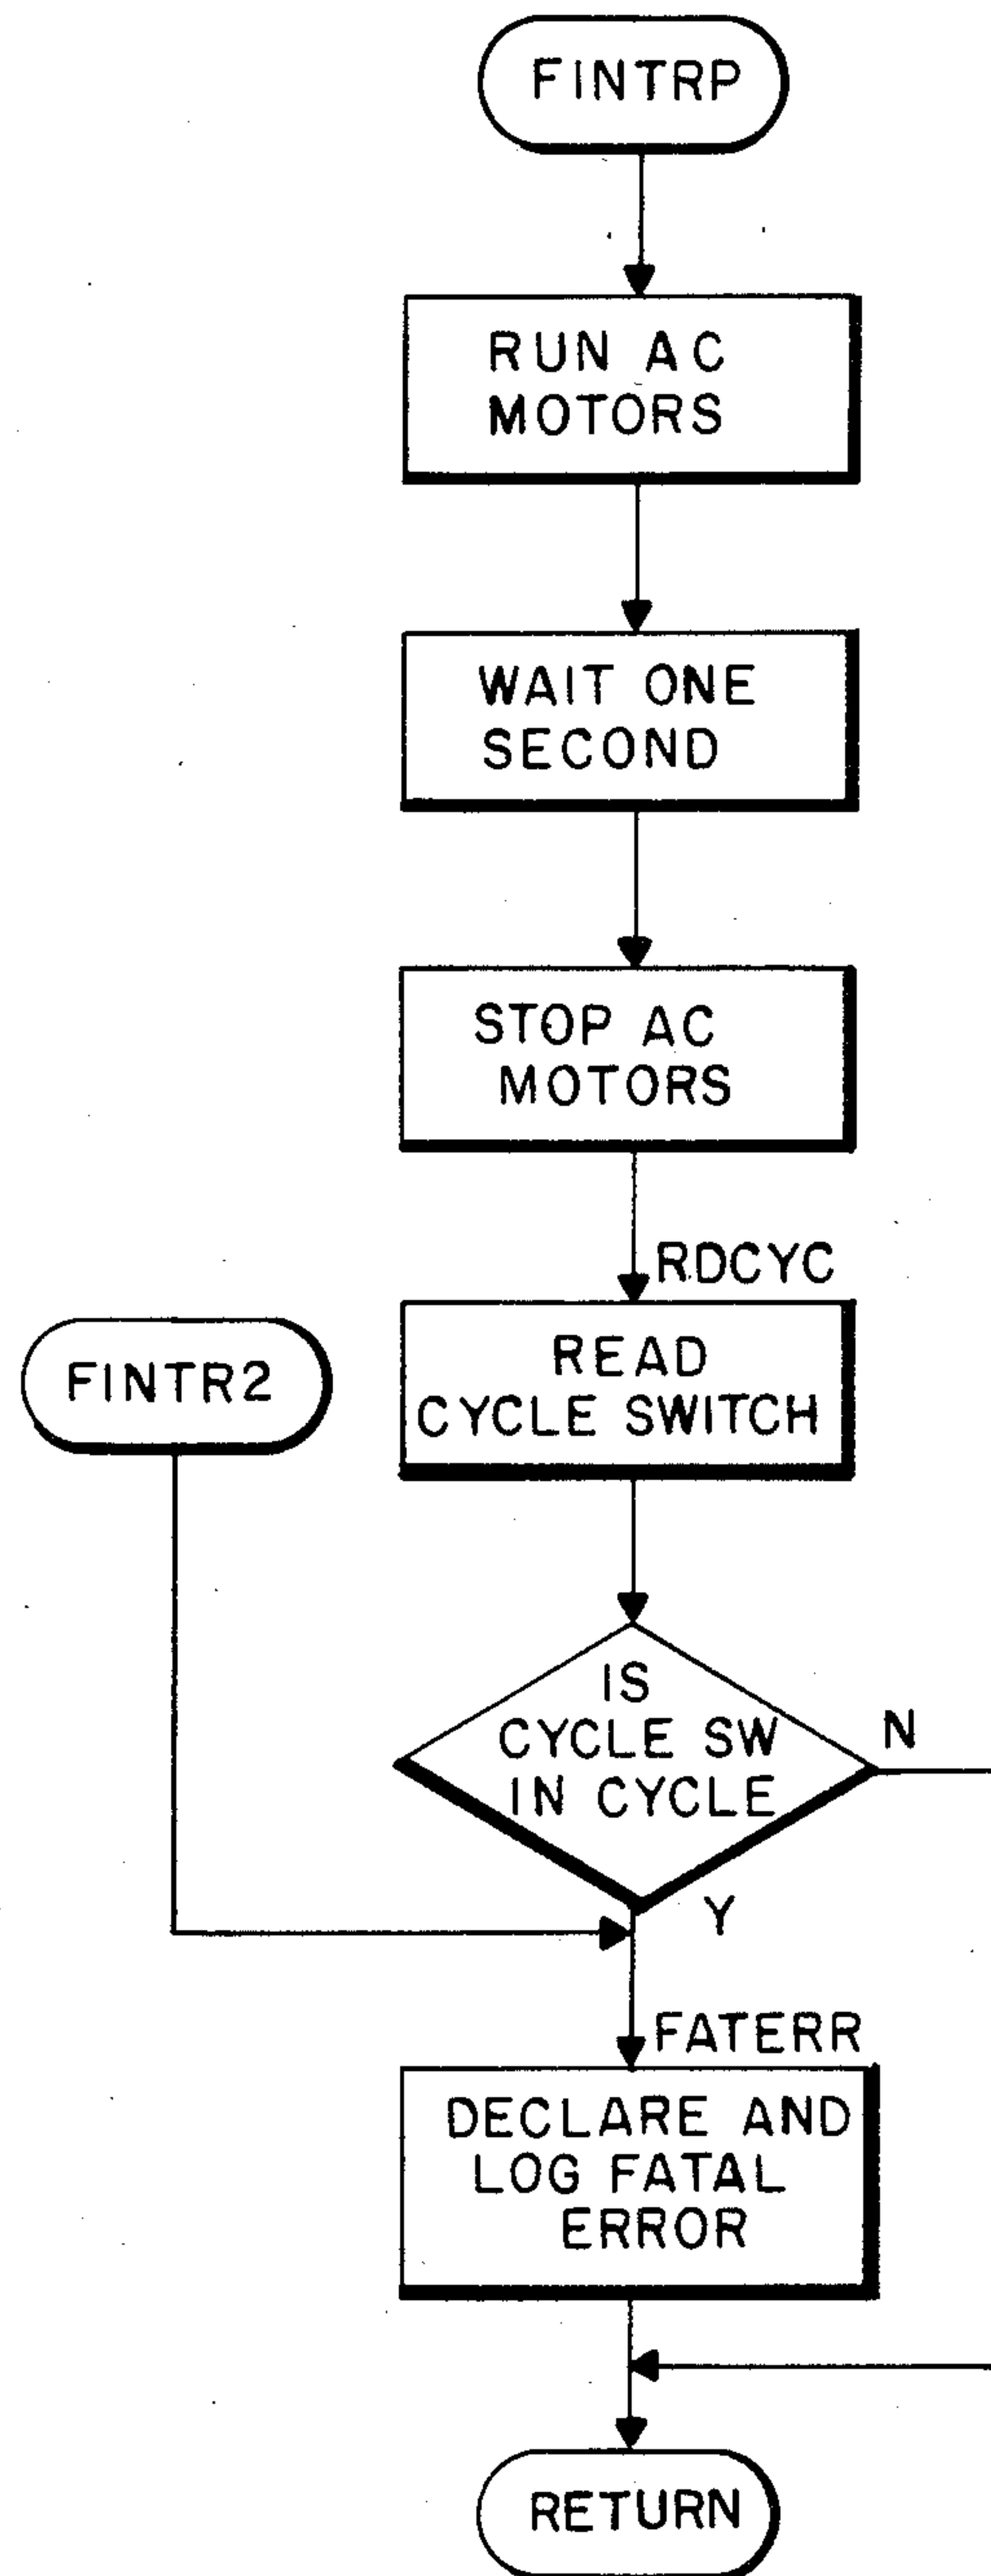 FINTRP
RUN AC
MOTORS
WAIT ONE
SECOND
STOP AC
MOTORS
RDCYC
READ
CYCLE SWITCH
FINTR2
IS
CYCLE SW
IN CYCLE
N
Y
FATERR
DECLARE AND
LOG FATAL
ERROR
RETURN